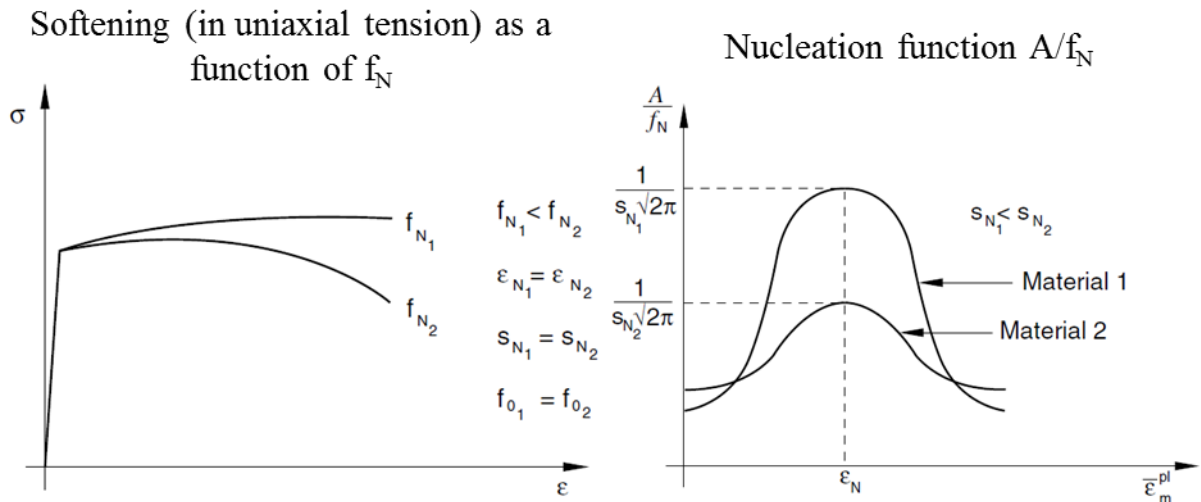 Softening (in uniaxial tension) as a
function of f_N
σ
f_N₁
f_N₂
f_N₁ < f_N₂
ε_N₁ = ε_N₂
s_N₁ = s_N₂
f_0₁ = f_0₂
ε
Nucleation function A/f_N
A/f_N
1/(s_N₁√2π)
1/(s_N₂√2π)
s_N₁ < s_N₂
Material 1
Material 2
ε_N
ε̅_m^pl